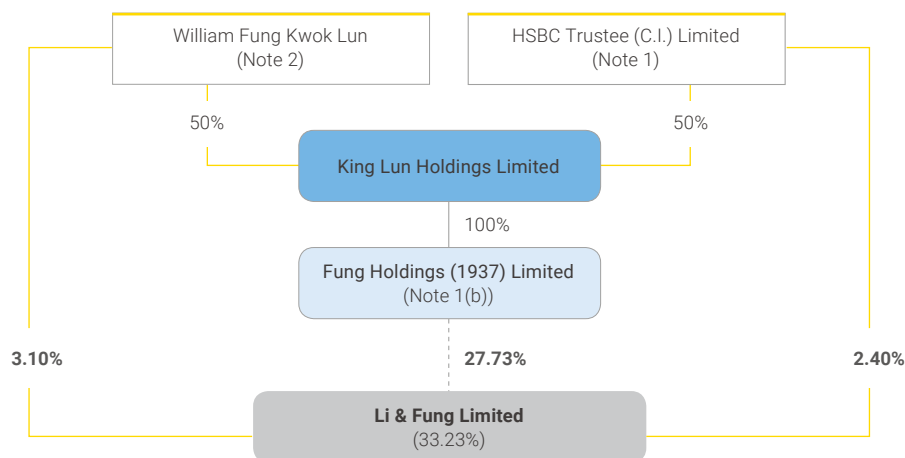 William Fung Kwok Lun
(Note 2)
HSBC Trustee (C.I.) Limited
(Note 1)
50%
50%
King Lun Holdings Limited
100%
Fung Holdings (1937) Limited
(Note 1(b))
3.10%
27.73%
2.40%
Li & Fung Limited
(33.23%)